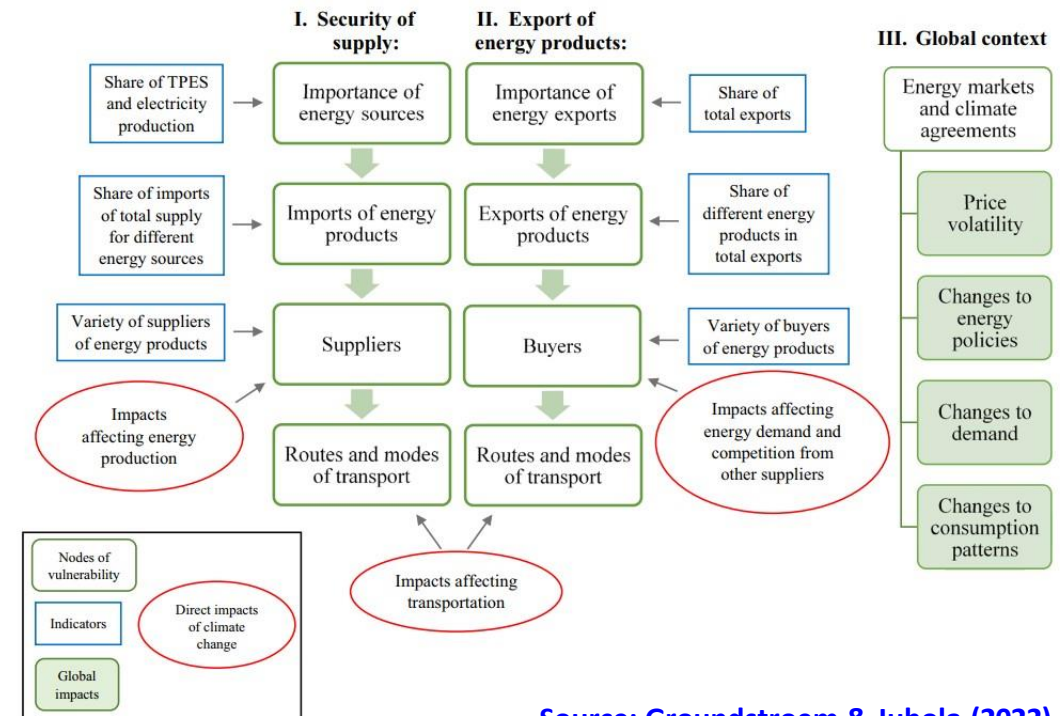 I. Security of
supply:
II. Export of
energy products:
III. Global context
Share of TPES
and electricity
production
Importance of
energy sources
Importance of
energy exports
Share of
total exports
Energy markets
and climate
agreements
Share of imports
of total supply
for different
energy sources
Imports of energy
products
Exports of energy
products
Share of
different energy
products in
total exports
Price
volatility
Variety of suppliers
of energy products
Suppliers
Buyers
Variety of buyers
of energy products
Changes to
energy
policies
Impacts
affecting energy
production
Routes and modes
of transport
Routes and modes
of transport
Impacts affecting
energy demand and
competition from
other suppliers
Changes to
demand
Changes to
consumption
patterns
Impacts affecting
transportation
Nodes of
vulnerability
Indicators
Direct impacts
of climate
change
Global
impacts
Source: Groundstroem & Juhola (2022)